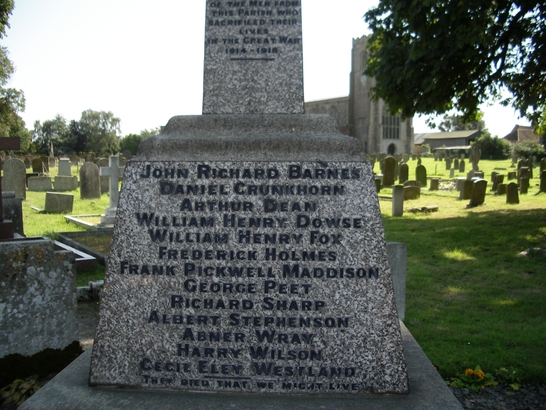 OF THE MEN FROM
THIS PARISH WHO
SACRIFICED THEIR
LIVES
IN THE GREAT WAR
1914 - 1918.
JOHN RICHARD BARNES
DANIEL CRUNKHORN
ARTHUR DEAN
WILLIAM HENRY DOWSE
WILLIAM HENRY FOX
FREDERICK HOLMES
FRANK PICKWELL MADDISON
GEORGE PEET
RICHARD SHARP
ALBERT STEPHENSON
ABNER WRAY
HARRY WILSON
CECIL ELEY WESTLAND
THEY DIED THAT WE MIGHT LIVE